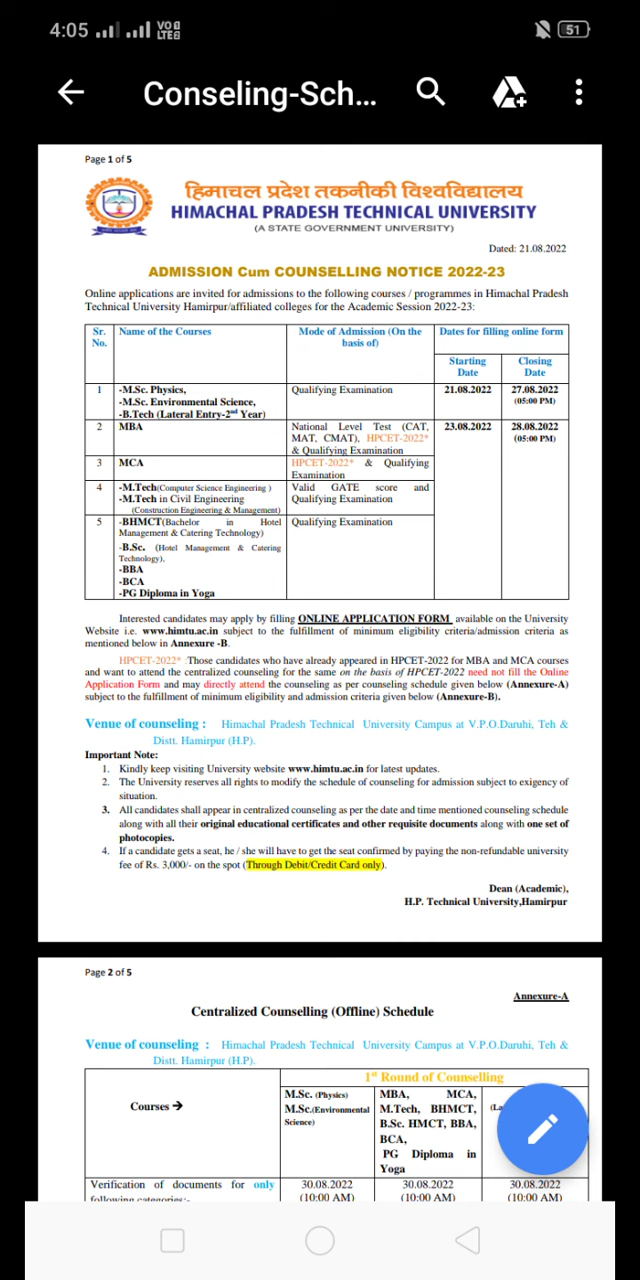 4:05 VoLTE 51
Conseling-Sch...
Page 1 of 5
हिमाचल प्रदेश तकनीकी विश्वविद्यालय
HIMACHAL PRADESH TECHNICAL UNIVERSITY
(A STATE GOVERNMENT UNIVERSITY)
Dated: 21.08.2022
ADMISSION Cum COUNSELLING NOTICE 2022-23
Online applications are invited for admissions to the following courses / programmes in Himachal Pradesh
Technical University Hamirpur/affiliated colleges for the Academic Session 2022-23:
Sr. No. Name of the Courses Mode of Admission (On the basis of) Dates for filling online form
Starting Date Closing Date
1 -M.Sc. Physics, Qualifying Examination 21.08.2022 27.08.2022
-M.Sc. Environmental Science, (05:00 PM)
-B.Tech (Lateral Entry-2nd Year)
2 MBA National Level Test (CAT, 23.08.2022 28.08.2022
MAT, CMAT), HPCET-2022* (05:00 PM)
& Qualifying Examination
3 MCA HPCET-2022* & Qualifying
Examination
4 -M.Tech(Computer Science Engineering ) Valid GATE score and
-M.Tech in Civil Engineering Qualifying Examination
(Construction Engineering & Management)
5 -BHMCT(Bachelor in Hotel Qualifying Examination
Management & Catering Technology)
-B.Sc. (Hotel Management & Catering
Technology),
-BBA
-BCA
-PG Diploma in Yoga
Interested candidates may apply by filling ONLINE APPLICATION FORM available on the University
Website i.e. www.himtu.ac.in subject to the fulfillment of minimum eligibility criteria/admission criteria as
mentioned below in Annexure -B.
HPCET-2022* :Those candidates who have already appeared in HPCET-2022 for MBA and MCA courses
and want to attend the centralized counseling for the same on the basis of HPCET-2022 need not fill the Online
Application Form and may directly attend the counseling as per counseling schedule given below (Annexure-A)
subject to the fulfillment of minimum eligibility and admission criteria given below (Annexure-B).
Venue of counseling : Himachal Pradesh Technical University Campus at V.P.O.Daruhi, Teh &
Distt. Hamirpur (H.P).
Important Note:
1. Kindly keep visiting University website www.himtu.ac.in for latest updates.
2. The University reserves all rights to modify the schedule of counseling for admission subject to exigency of
situation.
3. All candidates shall appear in centralized counseling as per the date and time mentioned counseling schedule
along with all their original educational certificates and other requisite documents along with one set of
photocopies.
4. If a candidate gets a seat, he / she will have to get the seat confirmed by paying the non-refundable university
fee of Rs. 3,000/- on the spot (Through Debit/Credit Card only).
Dean (Academic),
H.P. Technical University,Hamirpur
Page 2 of 5
Annexure-A
Centralized Counselling (Offline) Schedule
Venue of counseling : Himachal Pradesh Technical University Campus at V.P.O.Daruhi, Teh &
Distt. Hamirpur (H.P).
1st Round of Counselling
Courses → M.Sc. (Physics) MBA, MCA,
M.Sc.(Environmental M.Tech, BHMCT, (La
Science) B.Sc. HMCT, BBA,
BCA,
PG Diploma in
Yoga
Verification of documents for only 30.08.2022 30.08.2022 30.08.2022
following categories:- (10:00 AM) (10:00 AM) (10:00 AM)